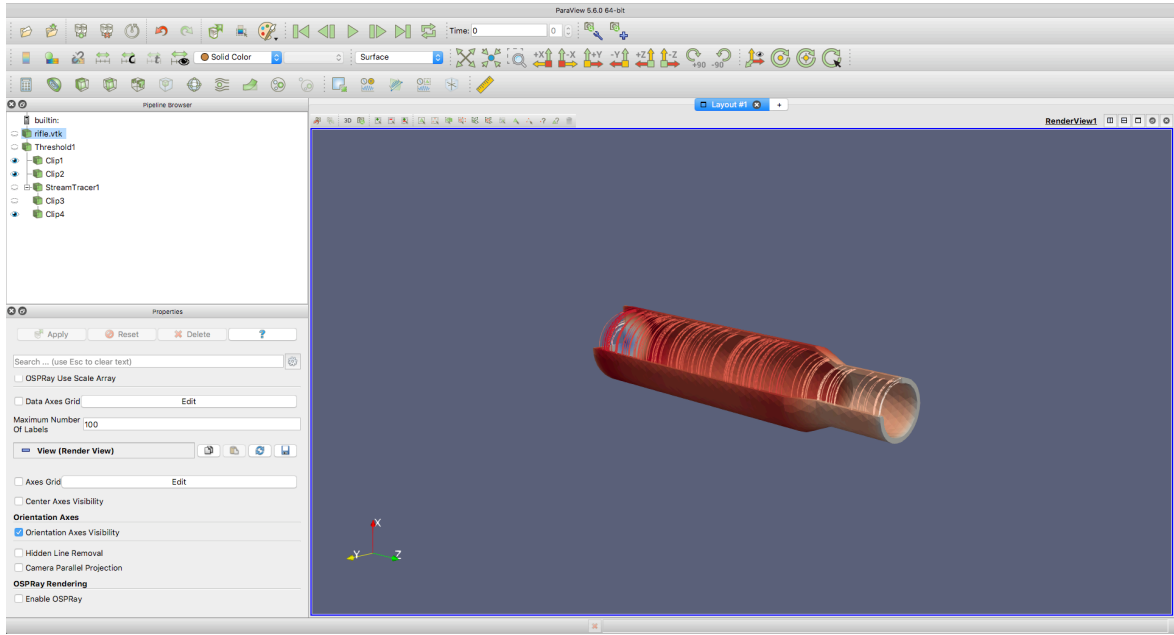 ParaView 5.6.0 64-bit
Time: 0 0
Solid Color Surface +X -X +Y -Y +Z -Z +90 -90
Pipeline Browser
Layout #1 +
builtin:
3D
RenderView1
rifle.vtk
Threshold1
Clip1
Clip2
StreamTracer1
Clip3
Clip4
Properties
Apply Reset Delete ?
Search ... (use Esc to clear text)
OSPRay Use Scale Array
Data Axes Grid Edit
Maximum Number
Of Labels 100
View (Render View)
Axes Grid Edit
Center Axes Visibility
Orientation Axes
Orientation Axes Visibility
Hidden Line Removal
Camera Parallel Projection
OSPRay Rendering
Enable OSPRay
X
Y Z